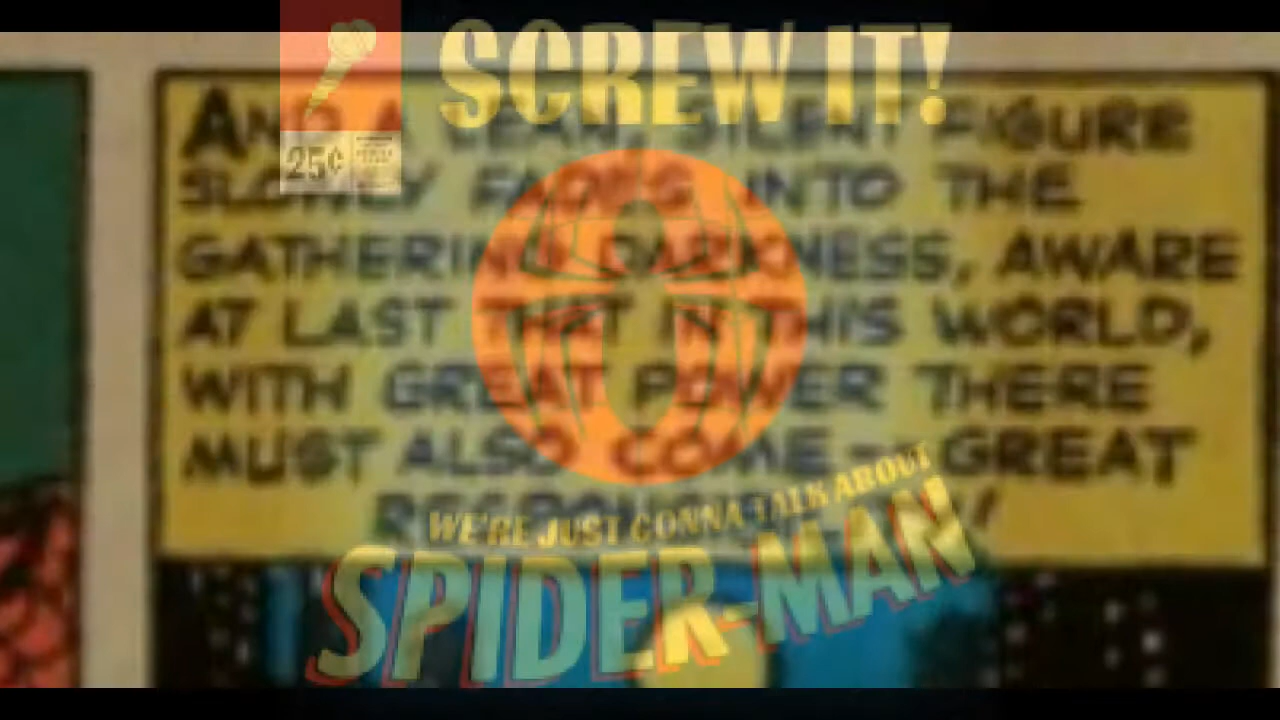 SCREW IT!
25¢
AND A LEAN, SILENT FIGURE
SLOWLY FADES INTO THE
GATHERING DARKNESS, AWARE
AT LAST THAT IN THIS WORLD,
WITH GREAT POWER THERE
MUST ALSO COME -- GREAT
RESPONSIBILITY!
WE'RE JUST GONNA TALK ABOUT
SPIDER-MAN